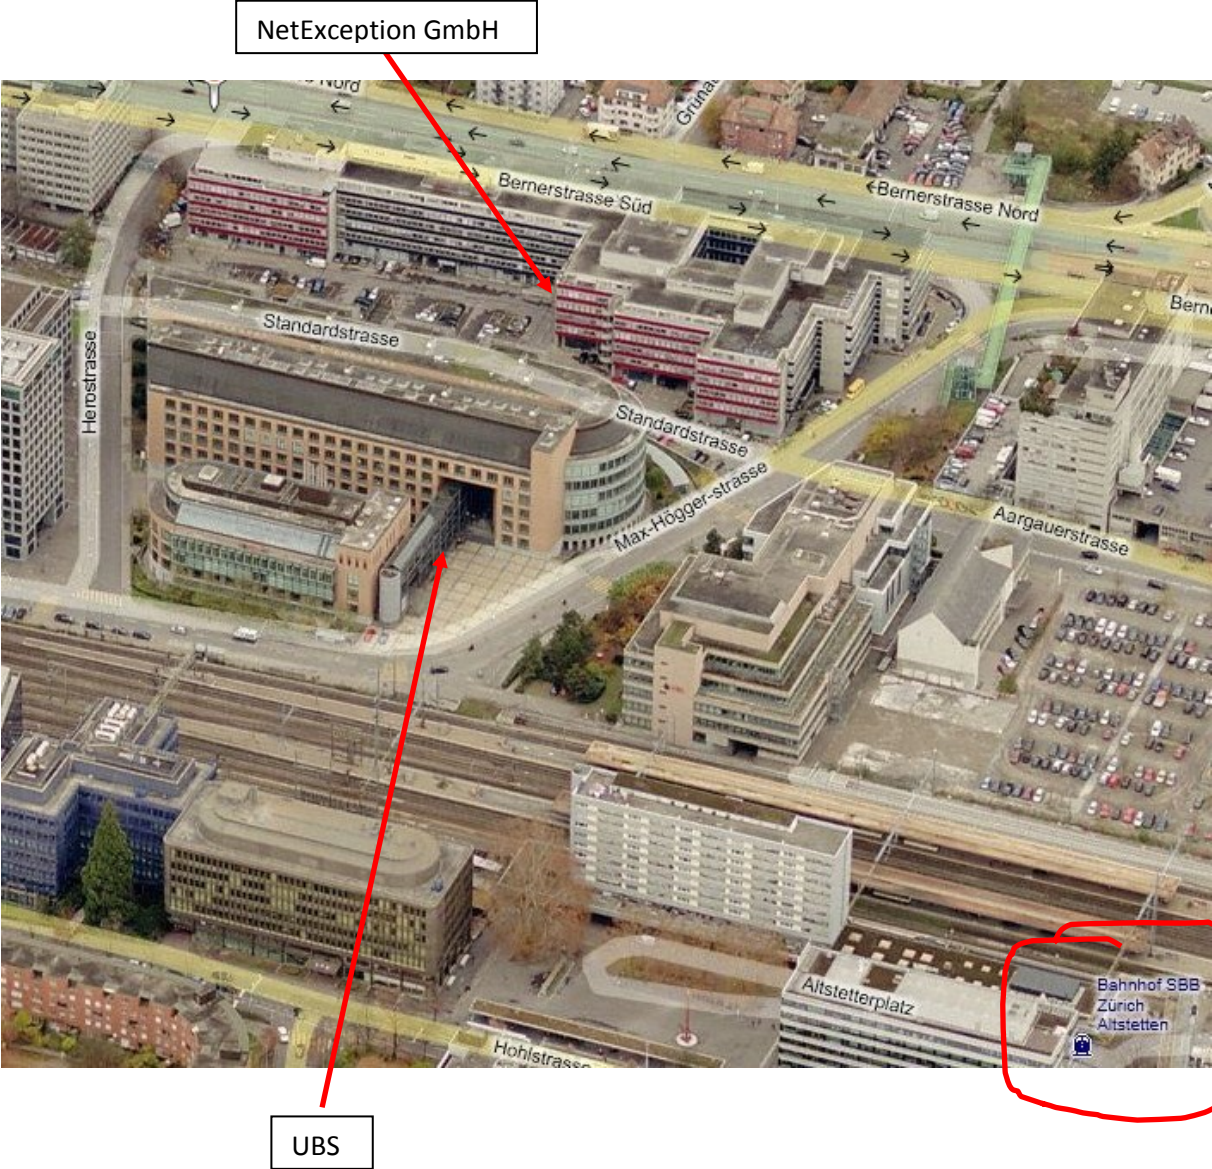 NetException GmbH
Nord
Grünau
Bernerstrasse Süd
Bernerstrasse Nord
Standardstrasse
Herostrasse
Standardstrasse
Max-Högger-strasse
Aargauerstrasse
Altstetterplatz
Bahnhof SBB
Zürich
Altstetten
Hohlstrasse
UBS